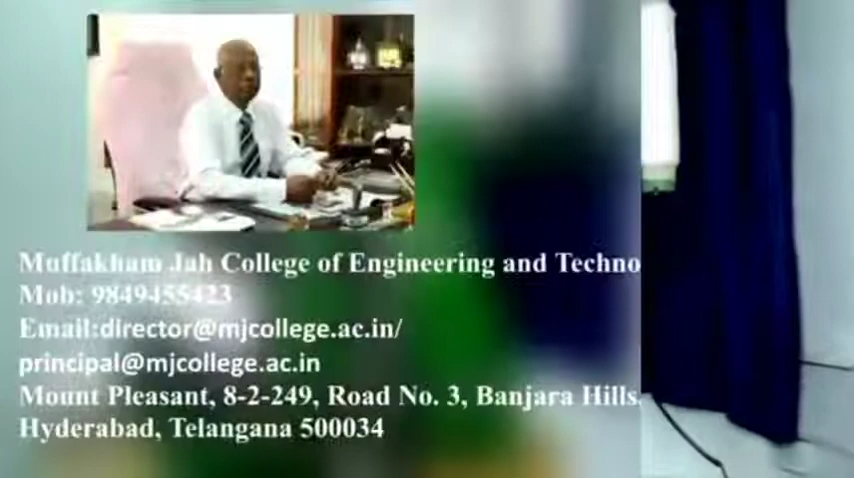 Muffakham Jah College of Engineering and Techno
Mob: 9849455423
Email:director@mjcollege.ac.in/
principal@mjcollege.ac.in
Mount Pleasant, 8-2-249, Road No. 3, Banjara Hills,
Hyderabad, Telangana 500034